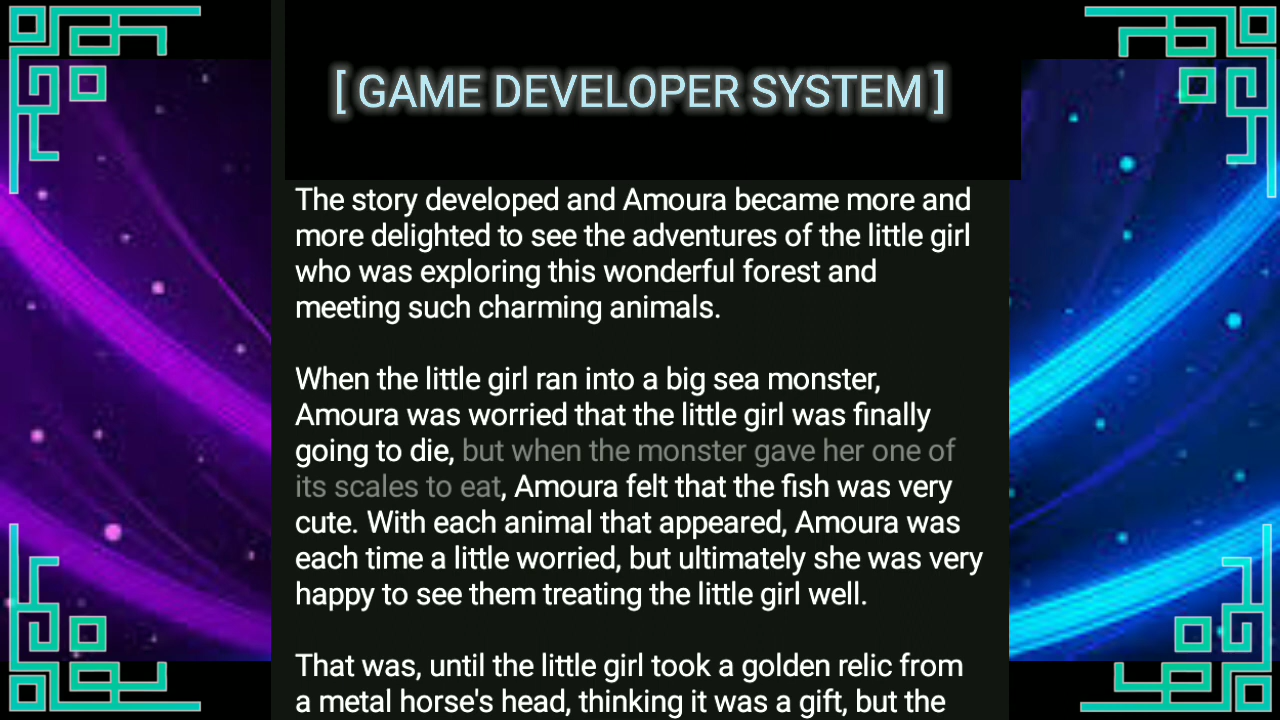 [ GAME DEVELOPER SYSTEM ]
The story developed and Amoura became more and
more delighted to see the adventures of the little girl
who was exploring this wonderful forest and
meeting such charming animals.
When the little girl ran into a big sea monster,
Amoura was worried that the little girl was finally
going to die, but when the monster gave her one of
its scales to eat, Amoura felt that the fish was very
cute. With each animal that appeared, Amoura was
each time a little worried, but ultimately she was very
happy to see them treating the little girl well.
That was, until the little girl took a golden relic from
a metal horse's head, thinking it was a gift, but the